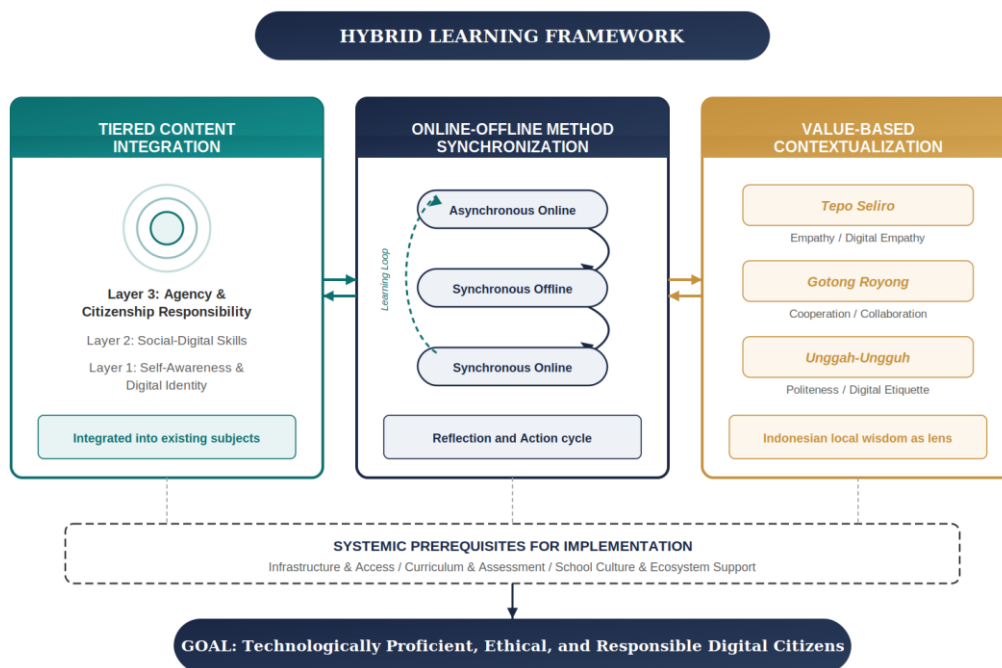 HYBRID LEARNING FRAMEWORK
TIERED CONTENT
INTEGRATION
Layer 3: Agency &
Citizenship Responsibility
Layer 2: Social-Digital Skills
Layer 1: Self-Awareness &
Digital Identity
Integrated into existing subjects
ONLINE-OFFLINE METHOD
SYNCHRONIZATION
Learning Loop
Asynchronous Online
Synchronous Offline
Synchronous Online
Reflection and Action cycle
VALUE-BASED
CONTEXTUALIZATION
Tepo Seliro
Empathy / Digital Empathy
Gotong Royong
Cooperation / Collaboration
Unggah-Ungguh
Politeness / Digital Etiquette
Indonesian local wisdom as lens
SYSTEMIC PREREQUISITES FOR IMPLEMENTATION
Infrastructure & Access / Curriculum & Assessment / School Culture & Ecosystem Support
GOAL: Technologically Proficient, Ethical, and Responsible Digital Citizens